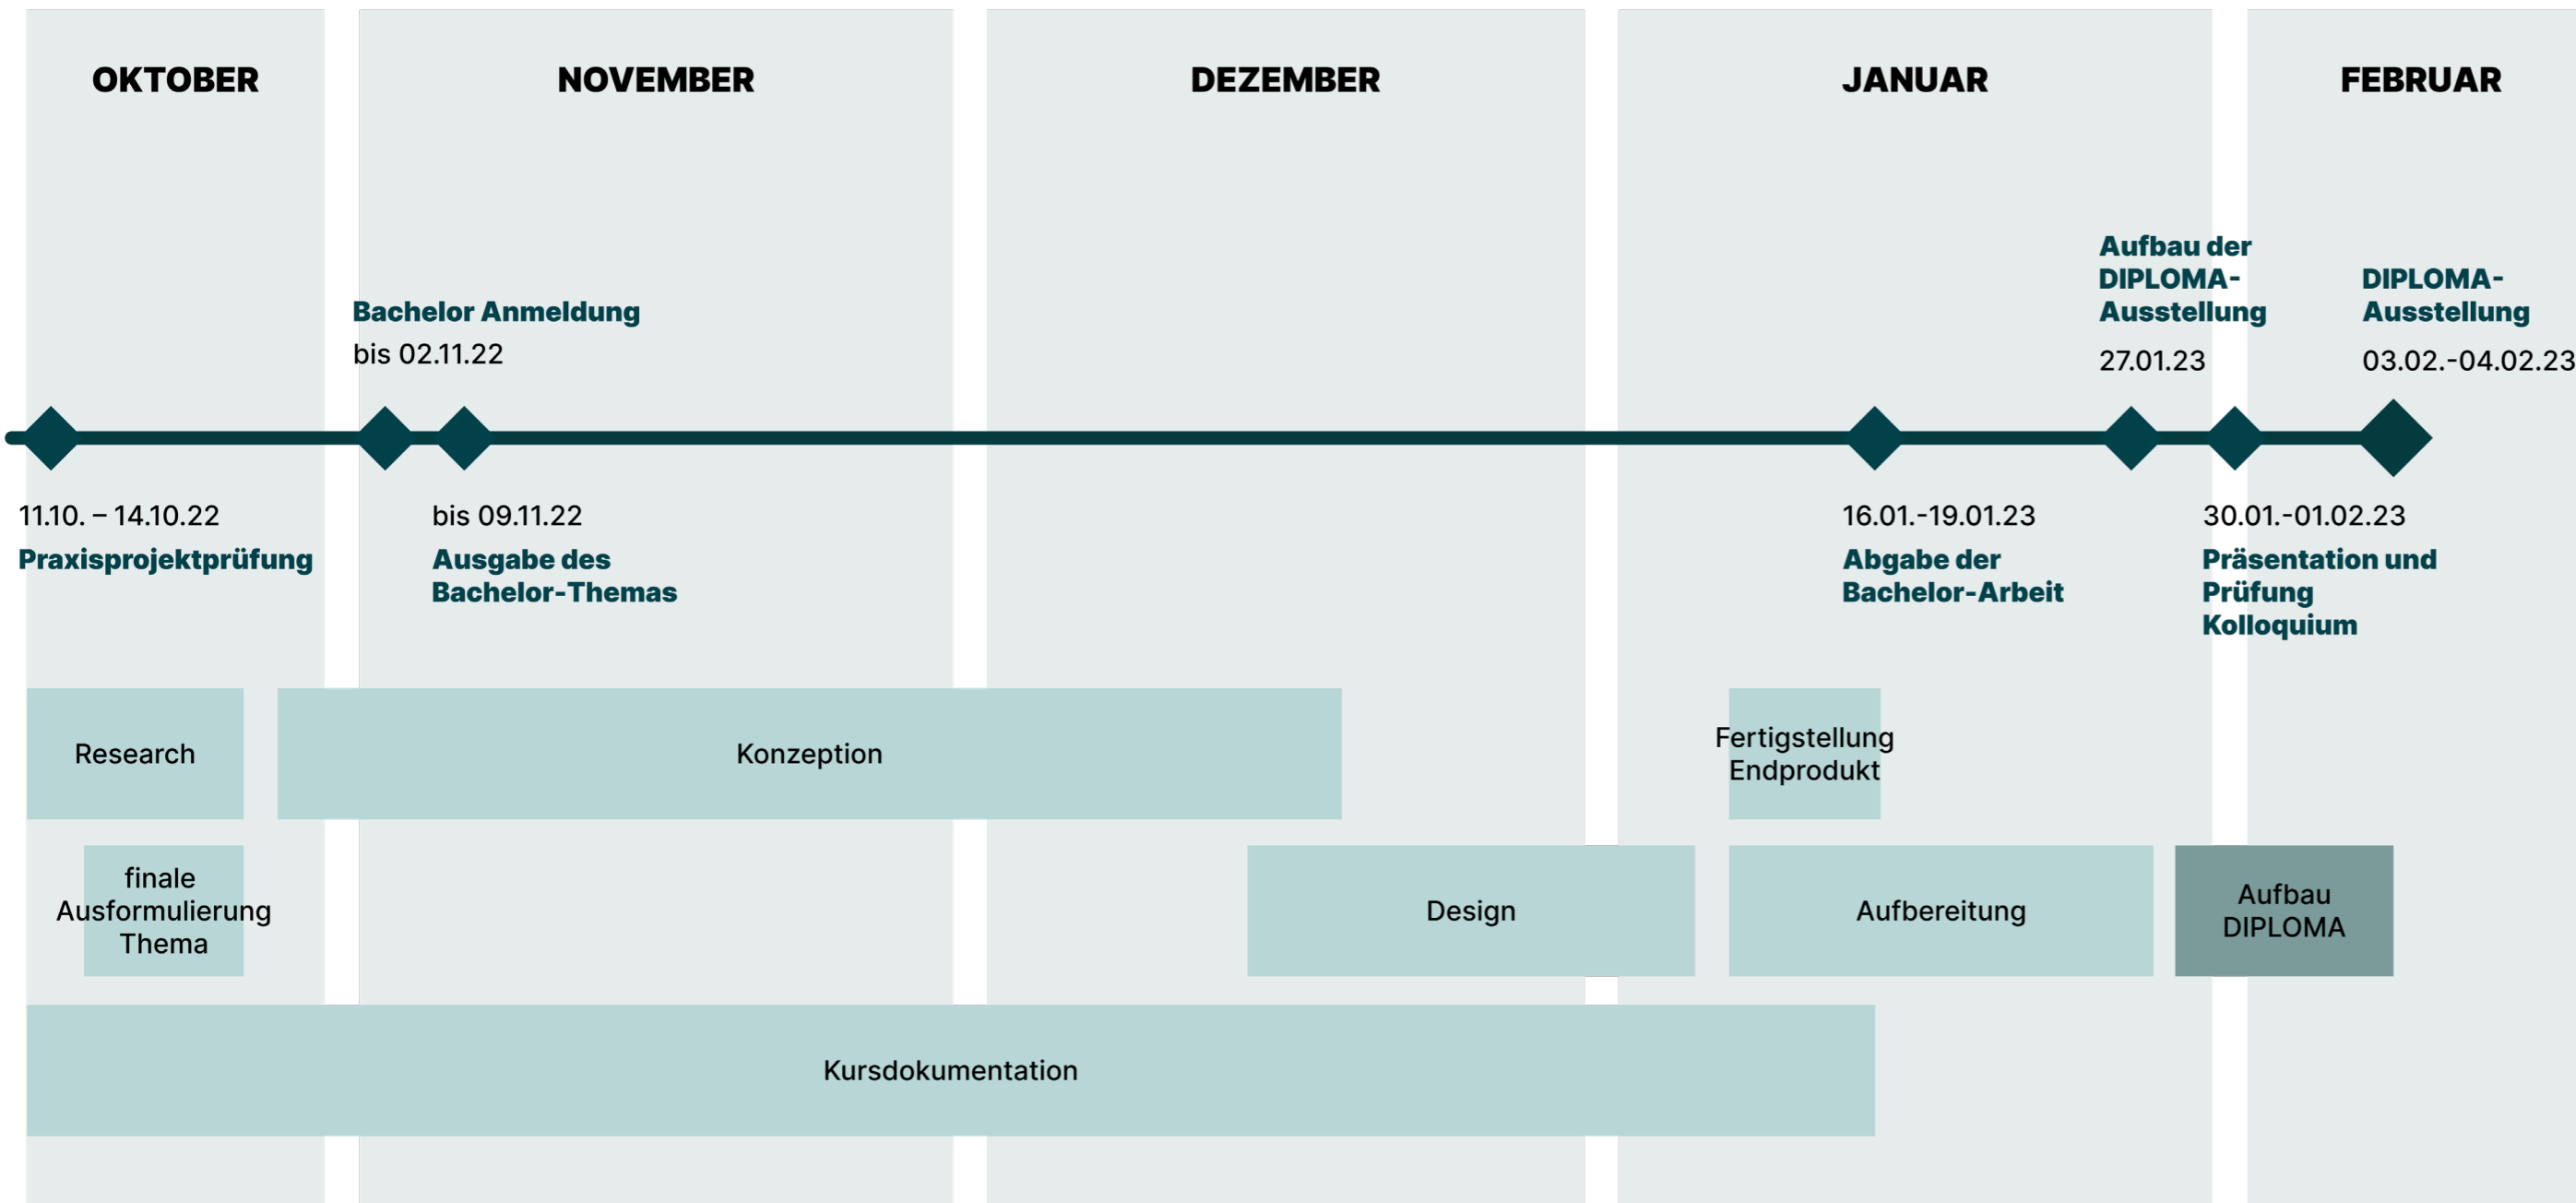 OKTOBER
NOVEMBER
DEZEMBER
JANUAR
FEBRUAR
Bachelor Anmeldung
bis 02.11.22
Aufbau der
DIPLOMA-
Ausstellung
27.01.23
DIPLOMA-
Ausstellung
03.02.-04.02.23
11.10. – 14.10.22
Praxisprojektprüfung
bis 09.11.22
Ausgabe des
Bachelor-Themas
16.01.-19.01.23
Abgabe der
Bachelor-Arbeit
30.01.-01.02.23
Präsentation und
Prüfung
Kolloquium
Research
Konzeption
Fertigstellung
Endprodukt
finale
Ausformulierung
Thema
Design
Aufbereitung
Aufbau
DIPLOMA
Kursdokumentation